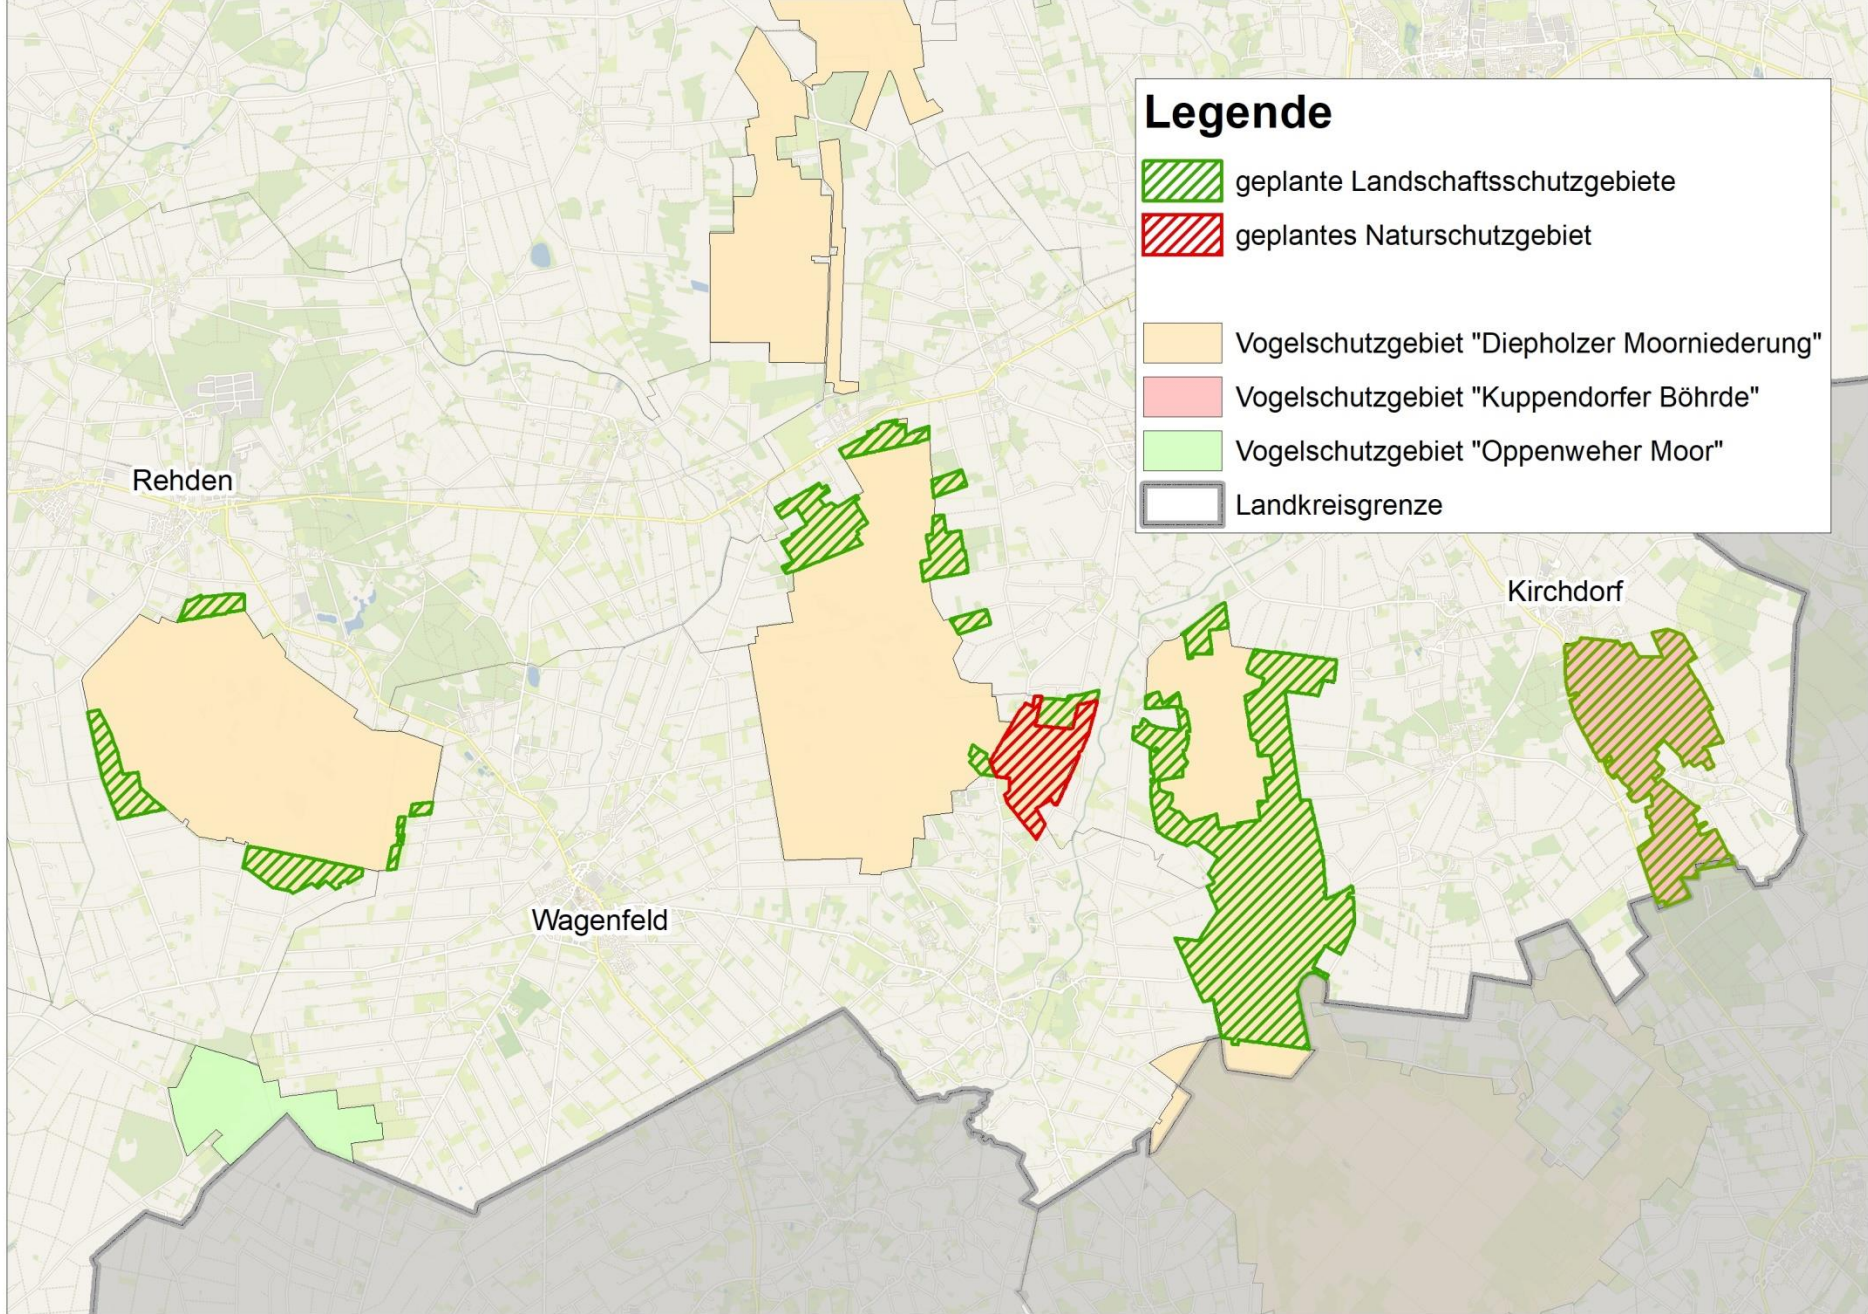 Legende
geplante Landschaftsschutzgebiete
geplantes Naturschutzgebiet
Vogelschutzgebiet "Diepholzer Moorniederung"
Vogelschutzgebiet "Kuppendorfer Böhrde"
Vogelschutzgebiet "Oppenweher Moor"
Landkreisgrenze
Rehden
Kirchdorf
Wagenfeld